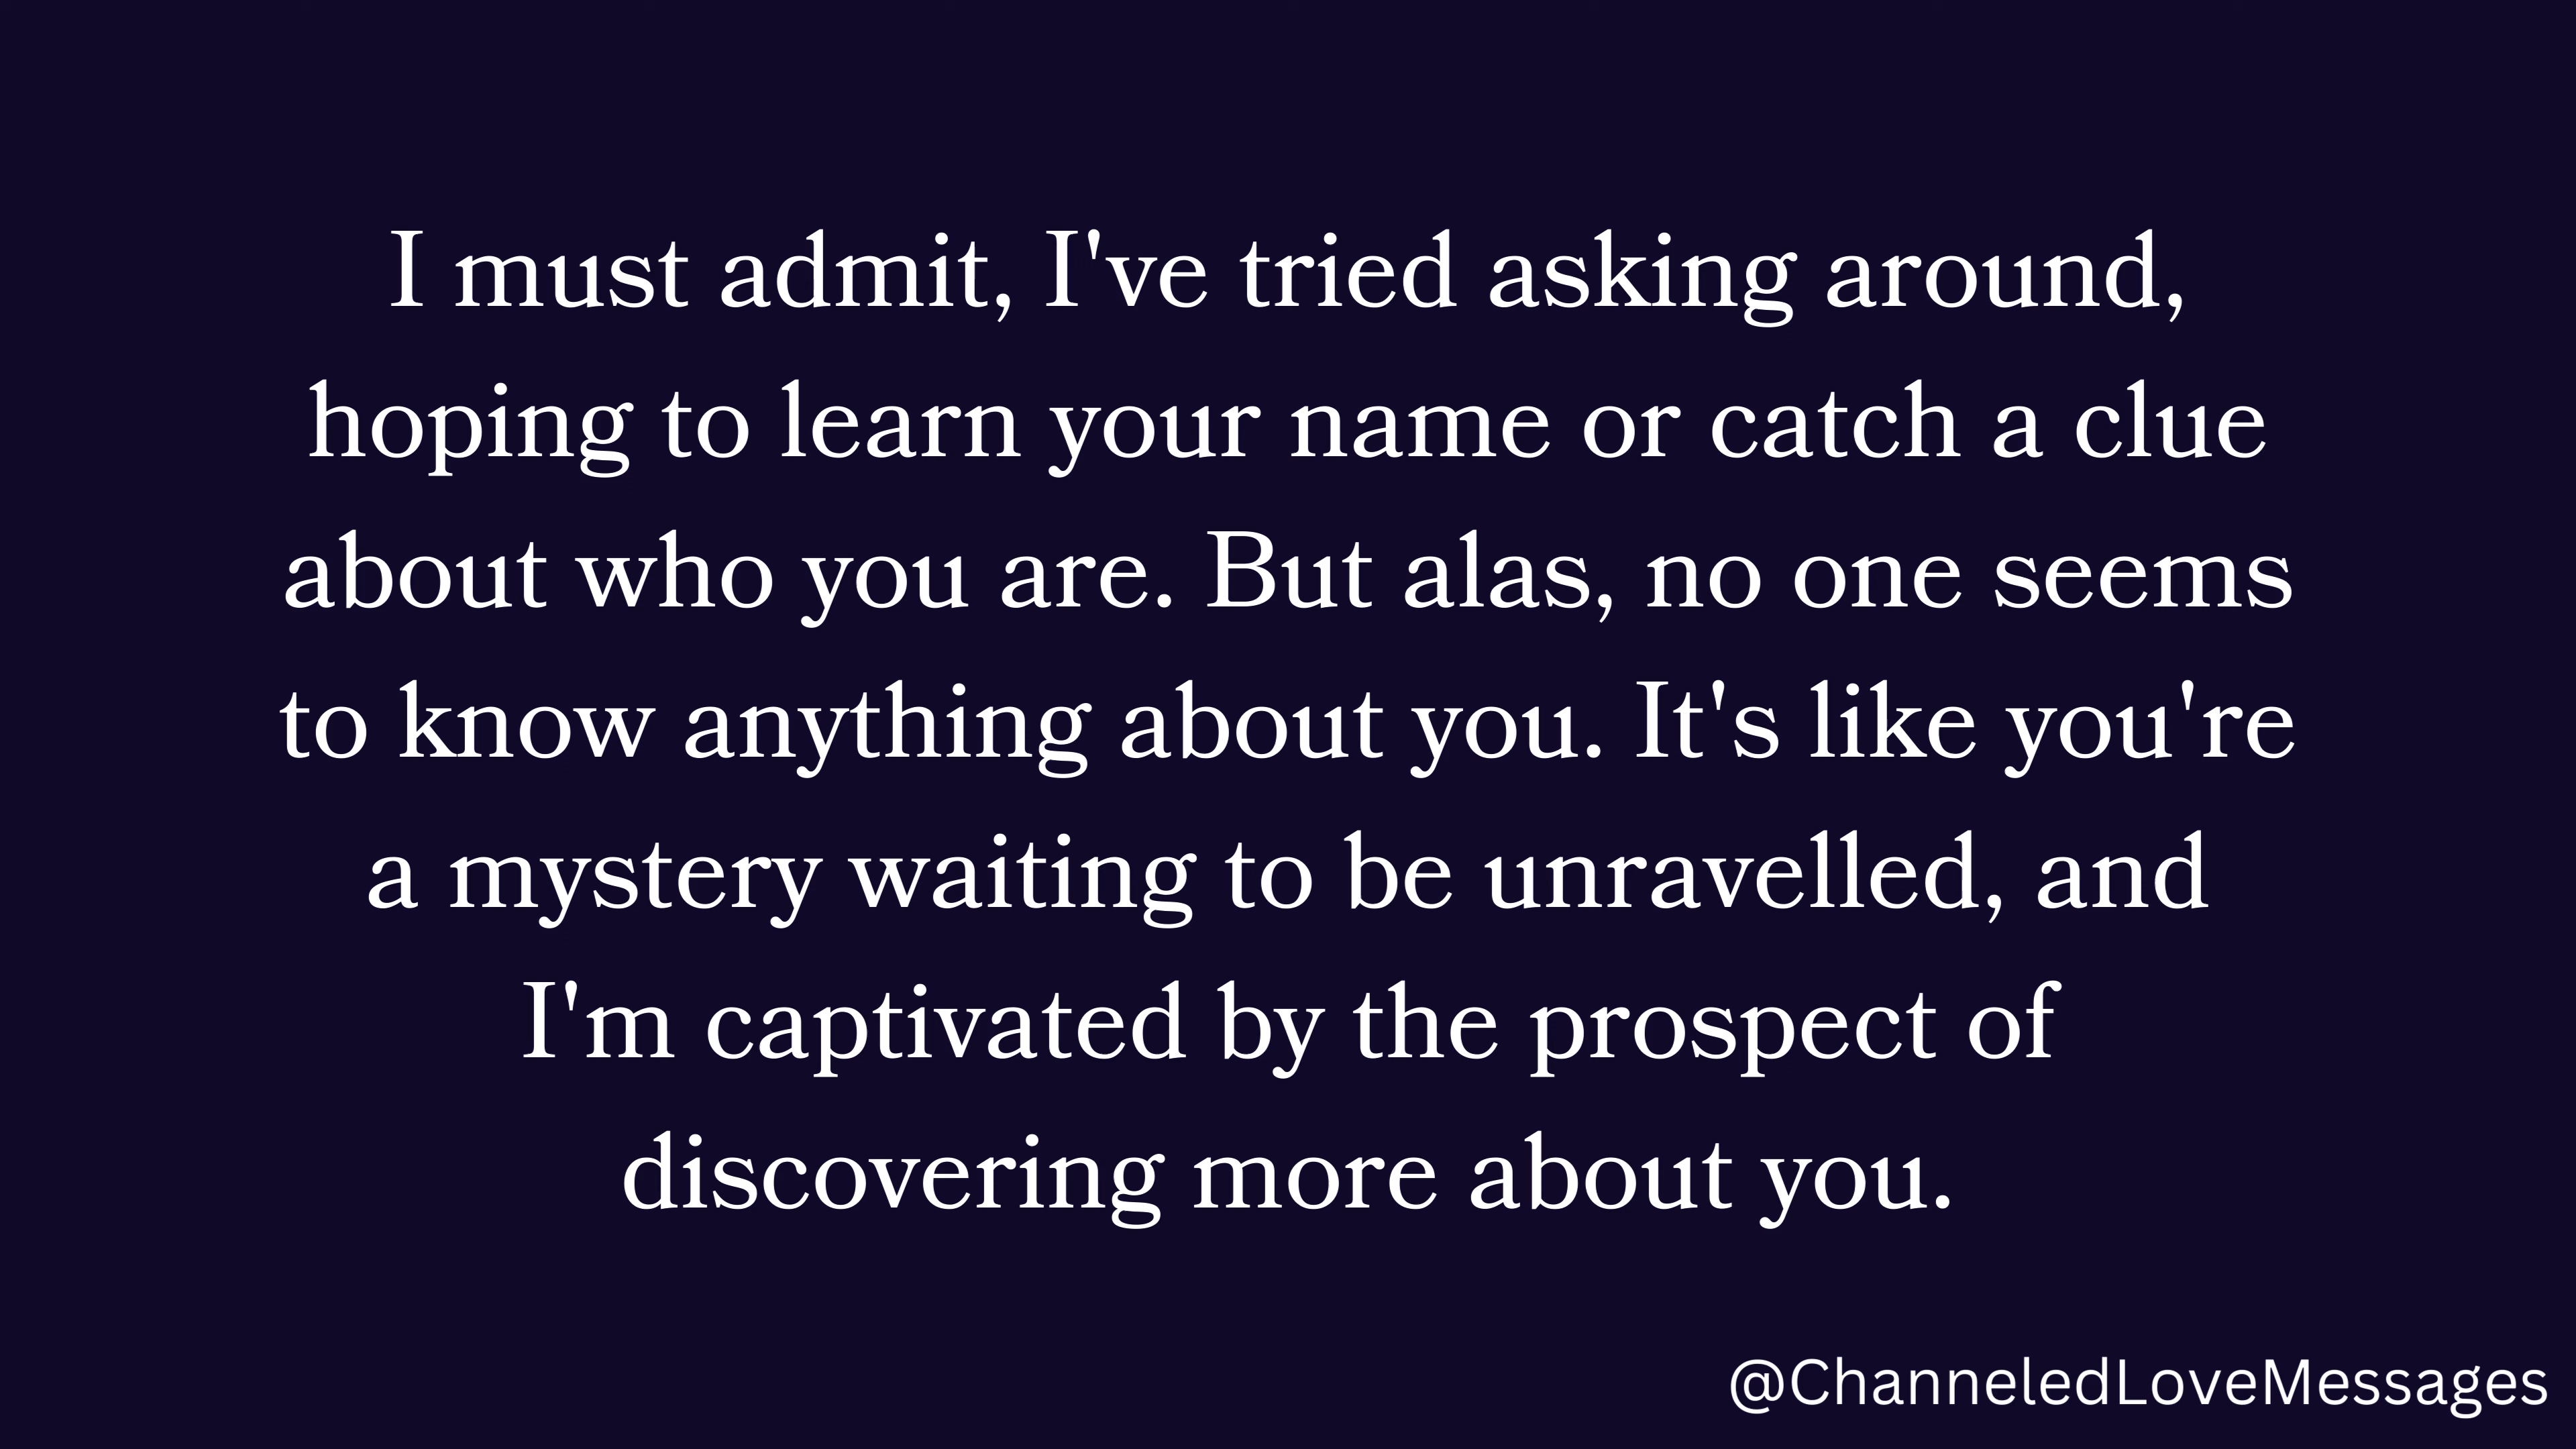 I must admit, I've tried asking around,
hoping to learn your name or catch a clue
about who you are. But alas, no one seems
to know anything about you. It's like you're
a mystery waiting to be unravelled, and
I'm captivated by the prospect of
discovering more about you.
@ChanneledLoveMessages